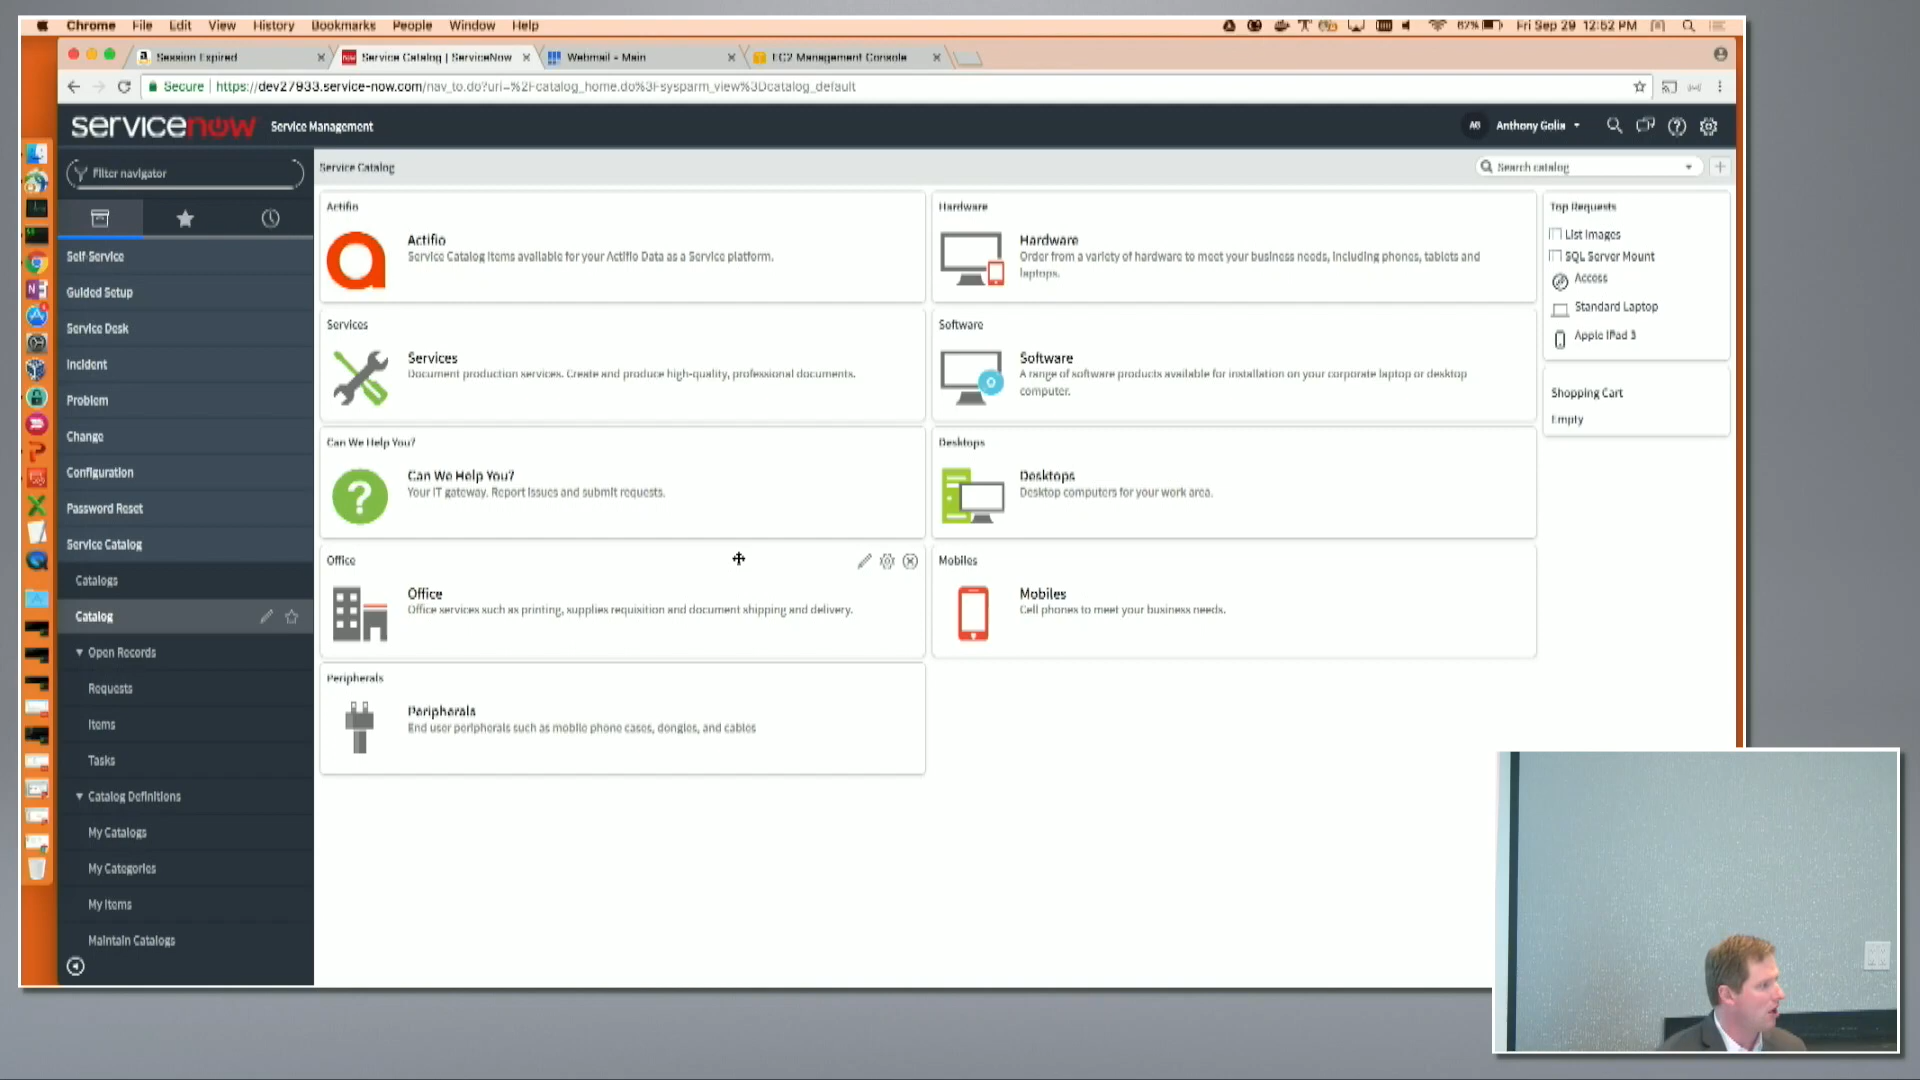 Chrome File Edit View History Bookmarks People Window Help
67% Fri Sep 29 12:52 PM
Session Expired
Service Catalog | ServiceNow
Webmail - Main
EC2 Management Console
Secure | https://dev27933.service-now.com/nav_to.do?uri=%2Fcatalog_home.do%3Fsysparm_view%3Dcatalog_default
servicenow Service Management
AG Anthony Golia
Filter navigator
Self-Service
Guided Setup
Service Desk
Incident
Problem
Change
Configuration
Password Reset
Service Catalog
Catalogs
Catalog
Open Records
Requests
Items
Tasks
Catalog Definitions
My Catalogs
My Categories
My Items
Maintain Catalogs
Service Catalog
Search catalog
Actifio
Actifio
Service Catalog items available for your Actifio Data as a Service platform.
Hardware
Hardware
Order from a variety of hardware to meet your business needs, including phones, tablets and
laptops.
Services
Services
Document production services. Create and produce high-quality, professional documents.
Software
Software
A range of software products available for installation on your corporate laptop or desktop
computer.
Can We Help You?
Can We Help You?
Your IT gateway. Report issues and submit requests.
Desktops
Desktops
Desktop computers for your work area.
Office
Office
Office services such as printing, supplies requisition and document shipping and delivery.
Mobiles
Mobiles
Cell phones to meet your business needs.
Peripherals
Peripherals
End user peripherals such as mobile phone cases, dongles, and cables
Top Requests
List Images
SQL Server Mount
Access
Standard Laptop
Apple iPad 3
Shopping Cart
Empty